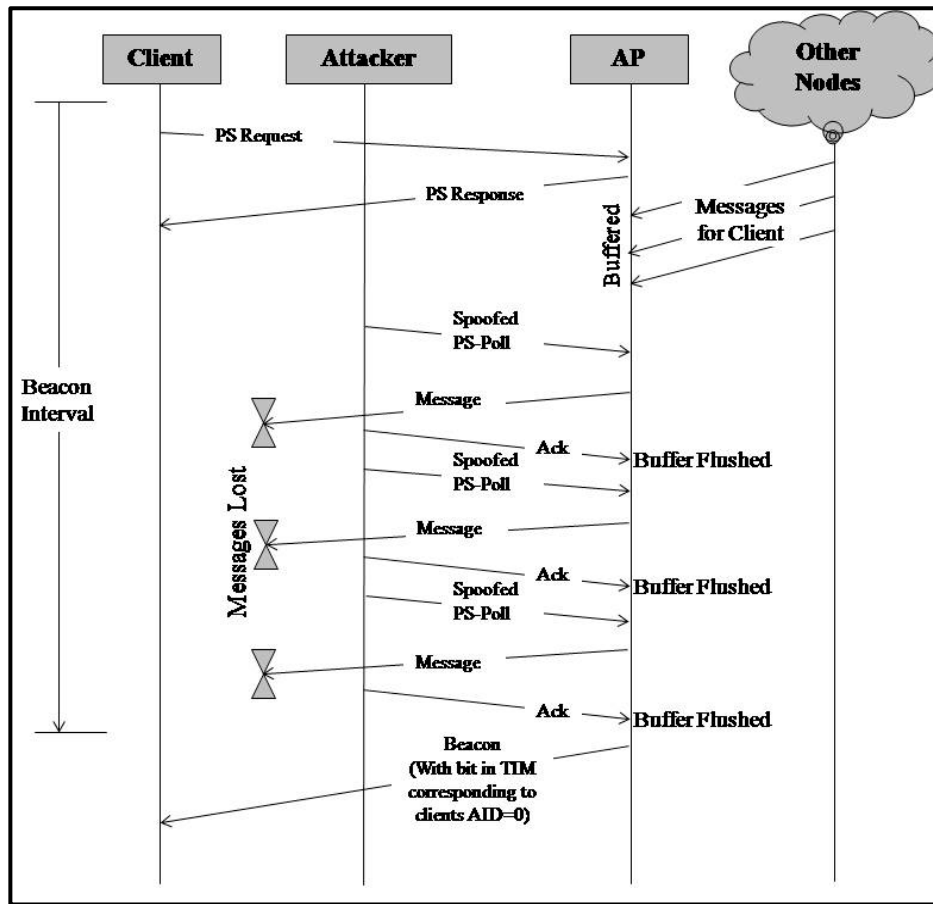 Client
Attacker
AP
Other
Nodes
PS Request
PS Response
Buffered
Messages
for Client
Spoofed
PS-Poll
Beacon
Interval
Message
Ack
Buffer Flushed
Spoofed
PS-Poll
Messages Lost
Message
Ack
Buffer Flushed
Spoofed
PS-Poll
Message
Ack
Buffer Flushed
Beacon
(With bit in TIM
corresponding to
clients AID=0)